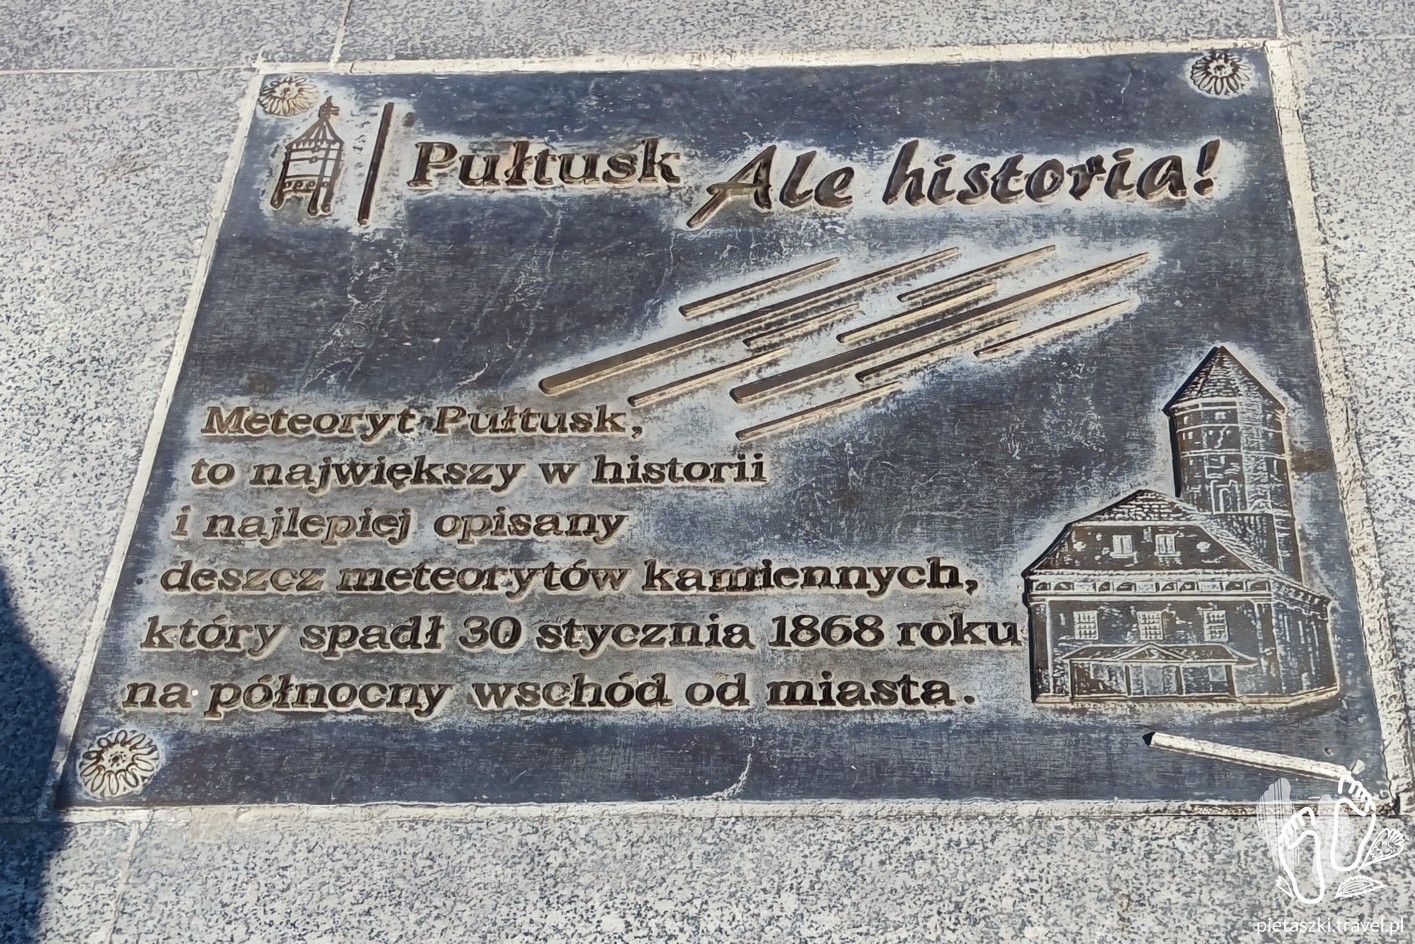 Pułtusk Ale historia!
Meteoryt Pułtusk,
to największy w historii
i najlepiej opisany
deszcz meteorytów kamiennych,
który spadł 30 stycznia 1868 roku
na północny wschód od miasta.
pietaszki.travel.pl